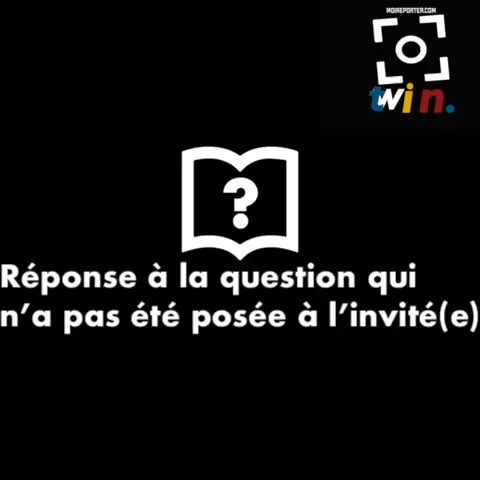 MOIREPORTER.COM
twin.
?
Réponse à la question qui
n'a pas été posée à l'invité(e)